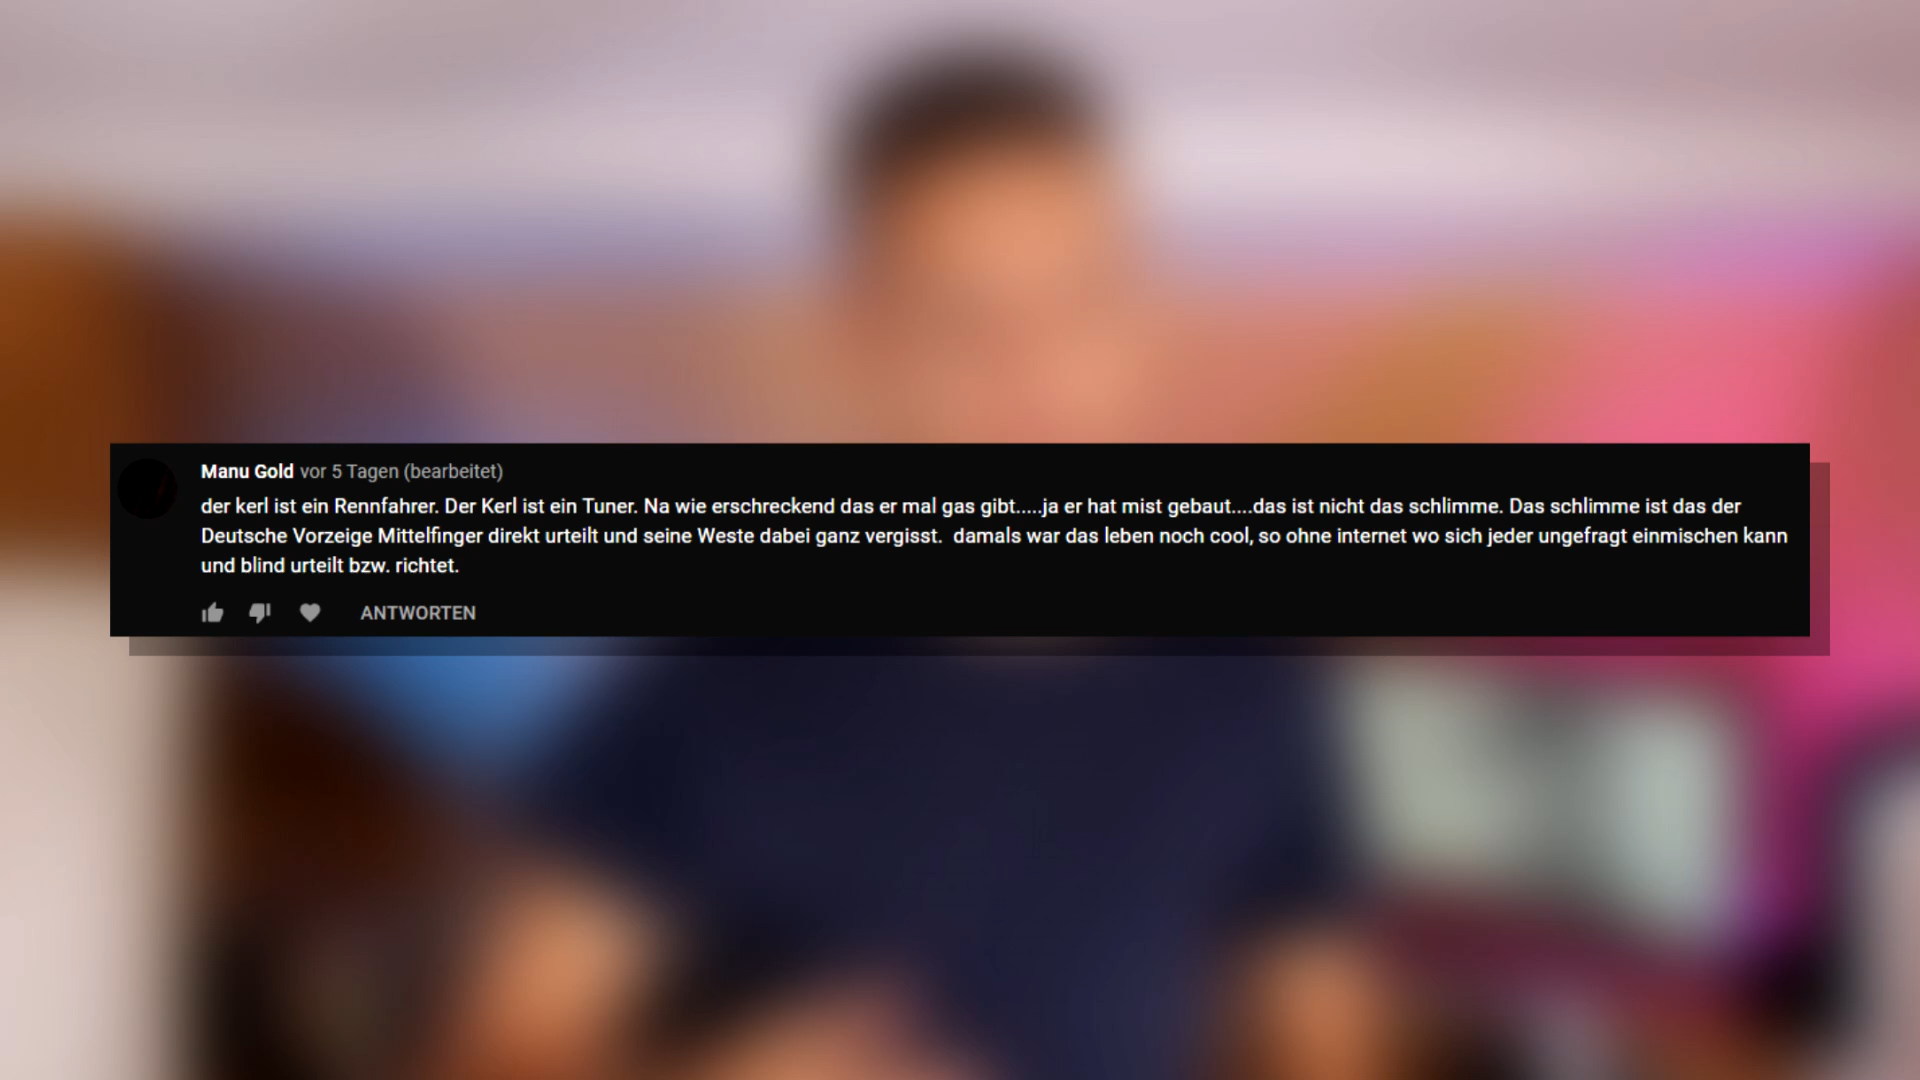 Manu Gold vor 5 Tagen (bearbeitet)
der kerl ist ein Rennfahrer. Der Kerl ist ein Tuner. Na wie erschreckend das er mal gas gibt.....ja er hat mist gebaut....das ist nicht das schlimme. Das schlimme ist das der
Deutsche Vorzeige Mittelfinger direkt urteilt und seine Weste dabei ganz vergisst.  damals war das leben noch cool, so ohne internet wo sich jeder ungefragt einmischen kann
und blind urteilt bzw. richtet.
ANTWORTEN